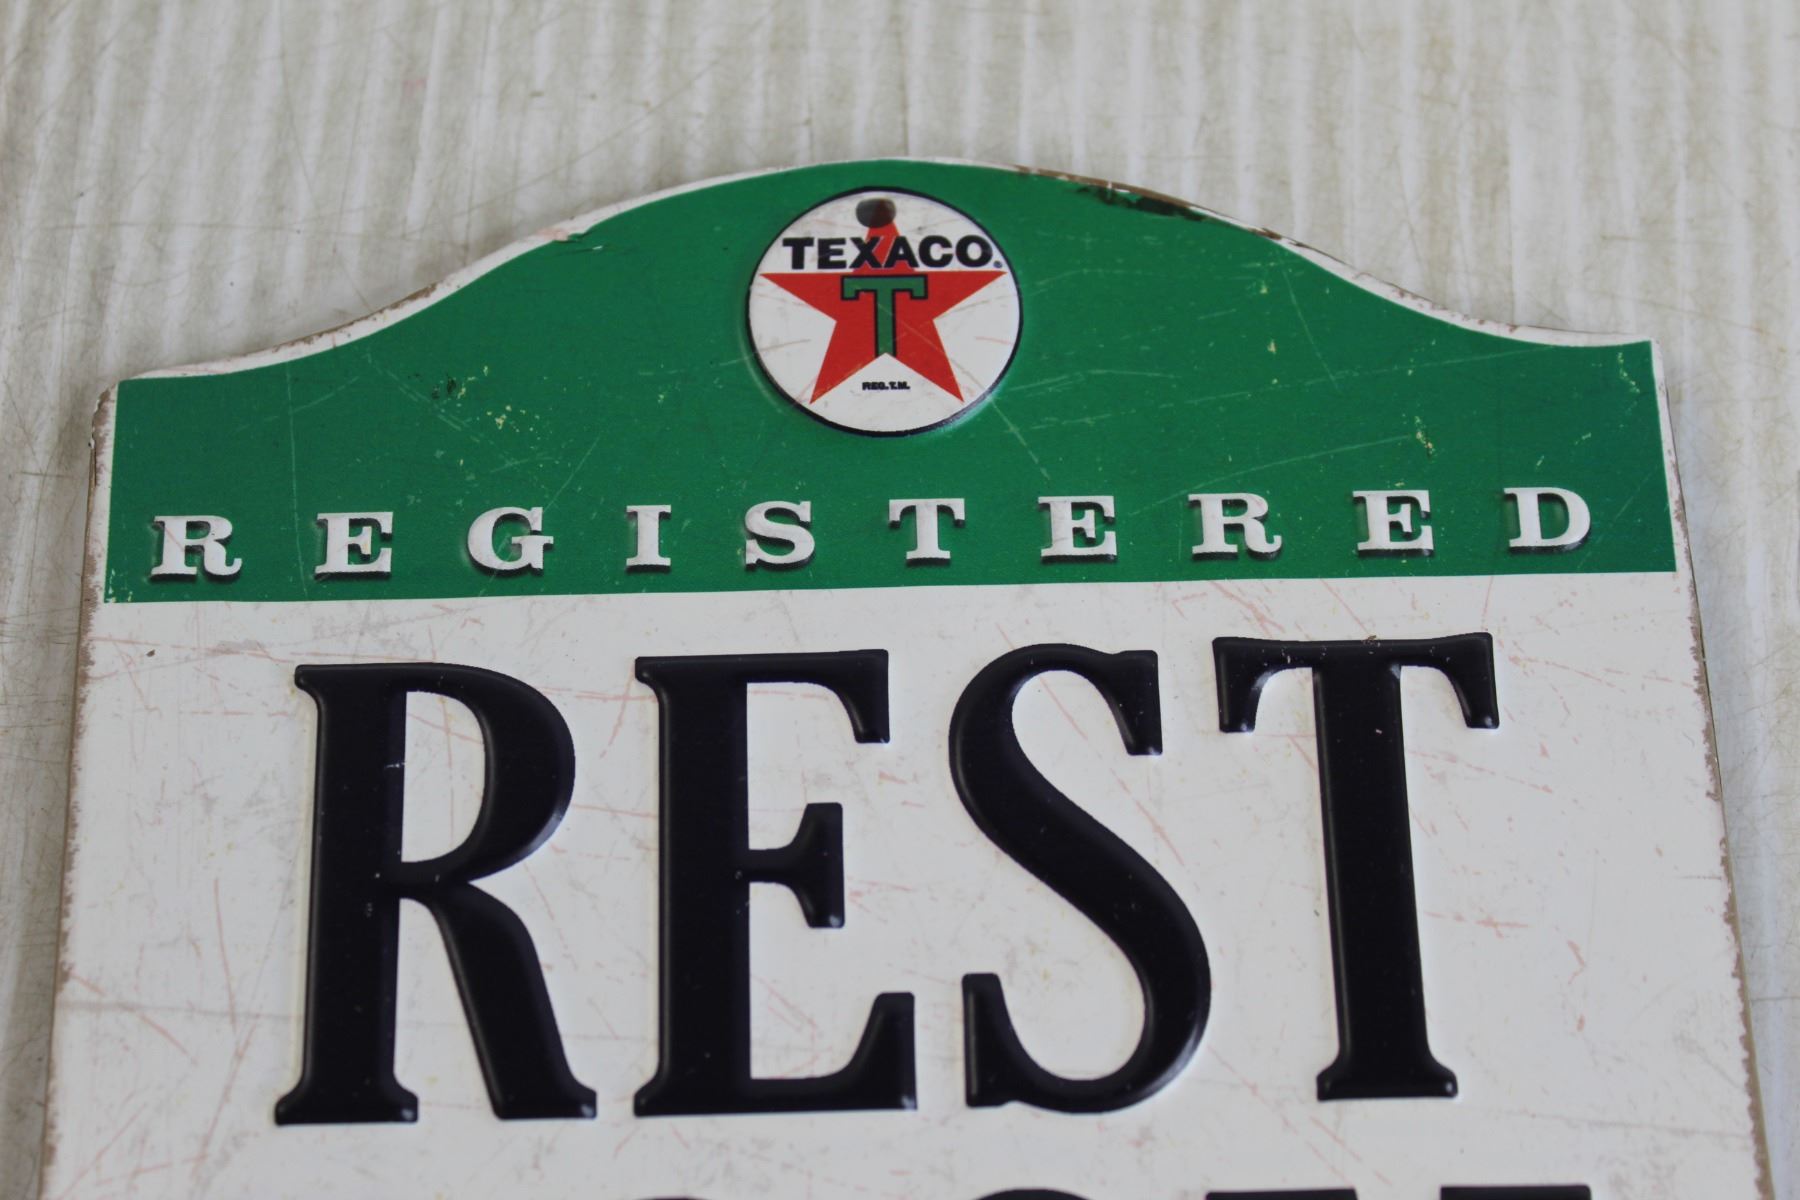 TEXACO®
T
REG. T.M.
REGISTERED
REST